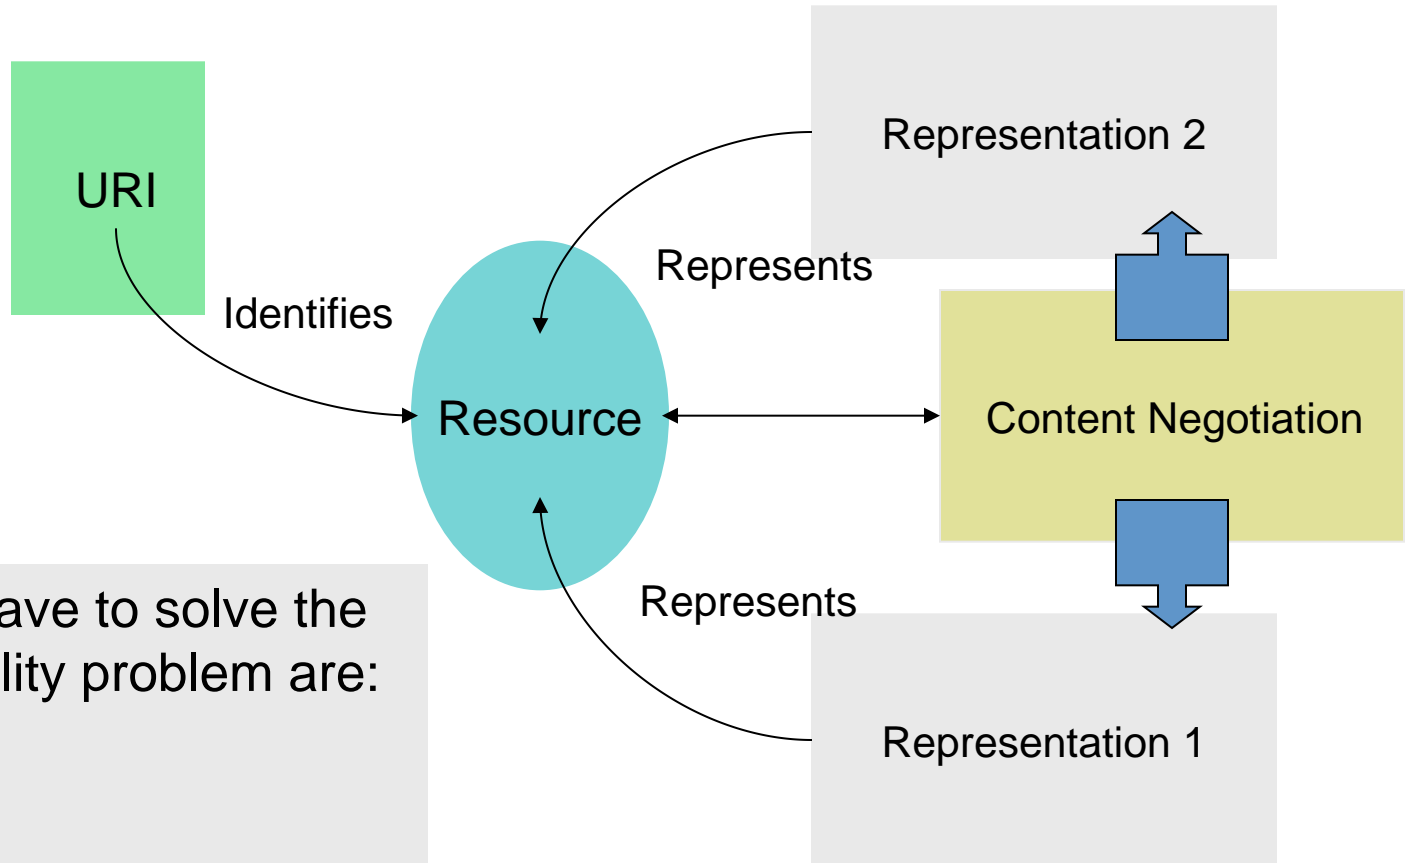 Representation 2
URI
Represents
Identifies
Resource
Content Negotiation
Represents
ave to solve the
lity problem are:
Representation 1